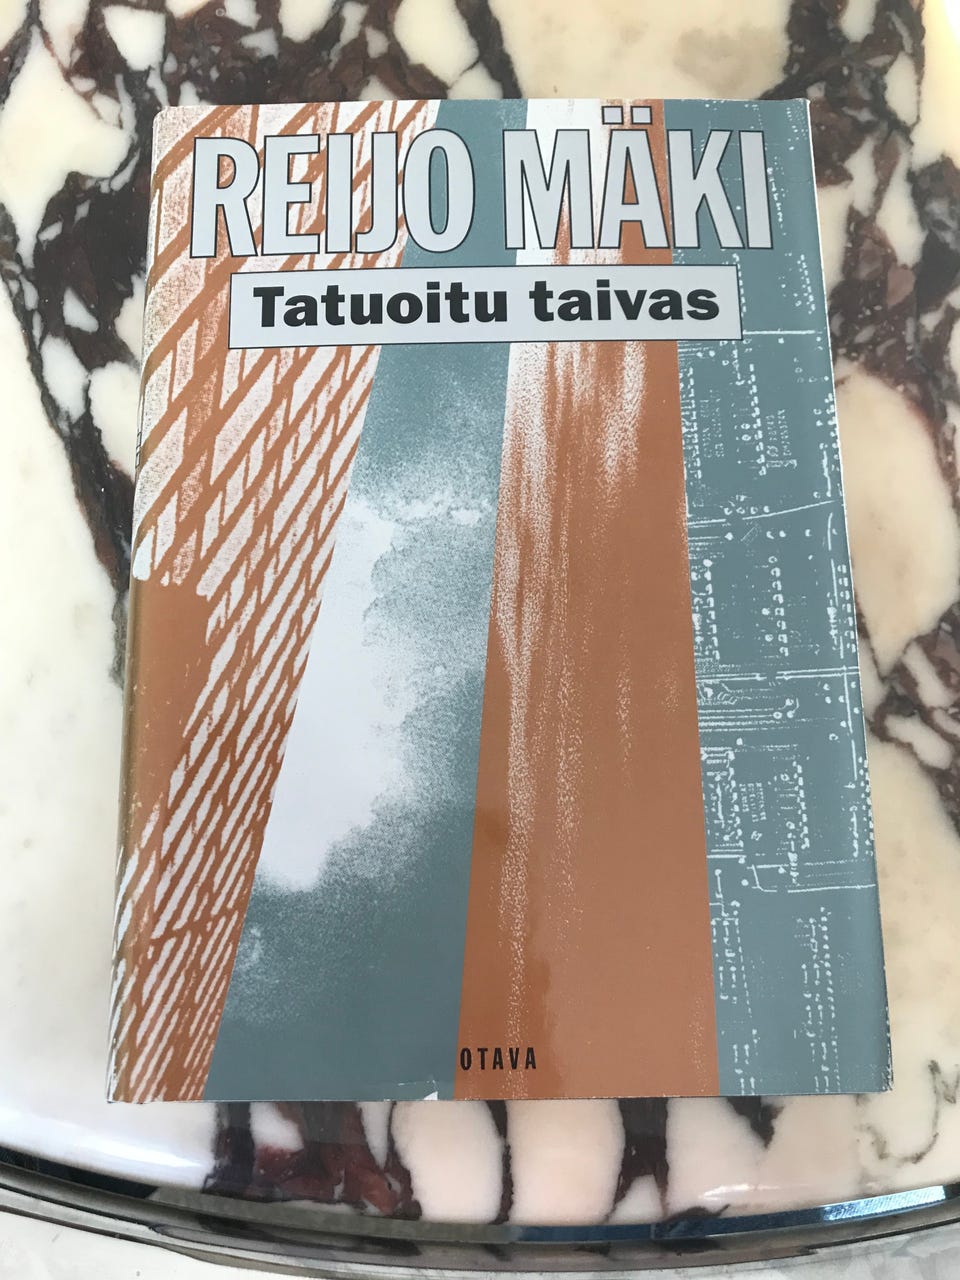 REIJO MÄKI
Tatuoitu taivas
OTAVA